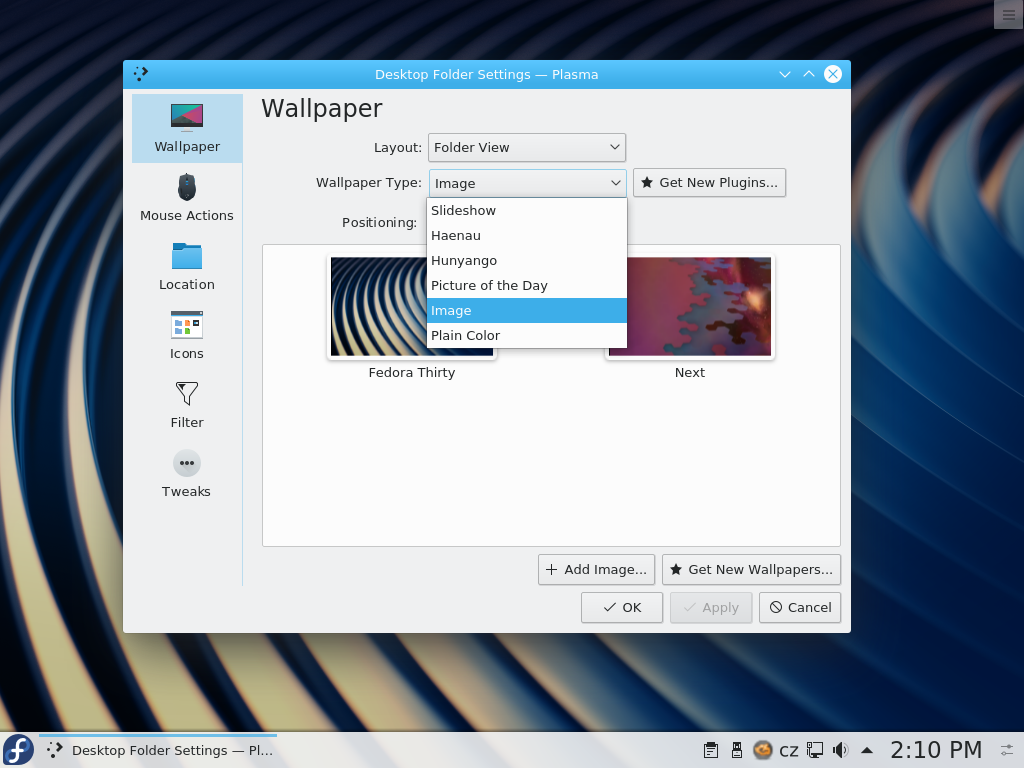 Desktop Folder Settings — Plasma
Wallpaper
Mouse Actions
Location
Icons
Filter
Tweaks
Wallpaper
Layout: Folder View
Wallpaper Type: Image Get New Plugins...
Positioning:
Slideshow
Haenau
Hunyango
Picture of the Day
Image
Plain Color
Fedora Thirty Next
Add Image... Get New Wallpapers...
OK Apply Cancel
Desktop Folder Settings — Pl... cz 2:10 PM